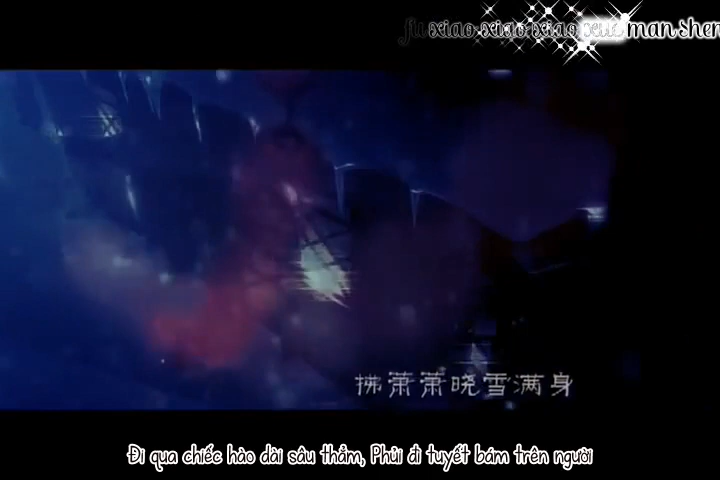 fu xiao xiao xiao xue man shen
拂萧萧晓雪满身
Đi qua chiếc hào dài sâu thẳm, Phủi đi tuyết bám trên người